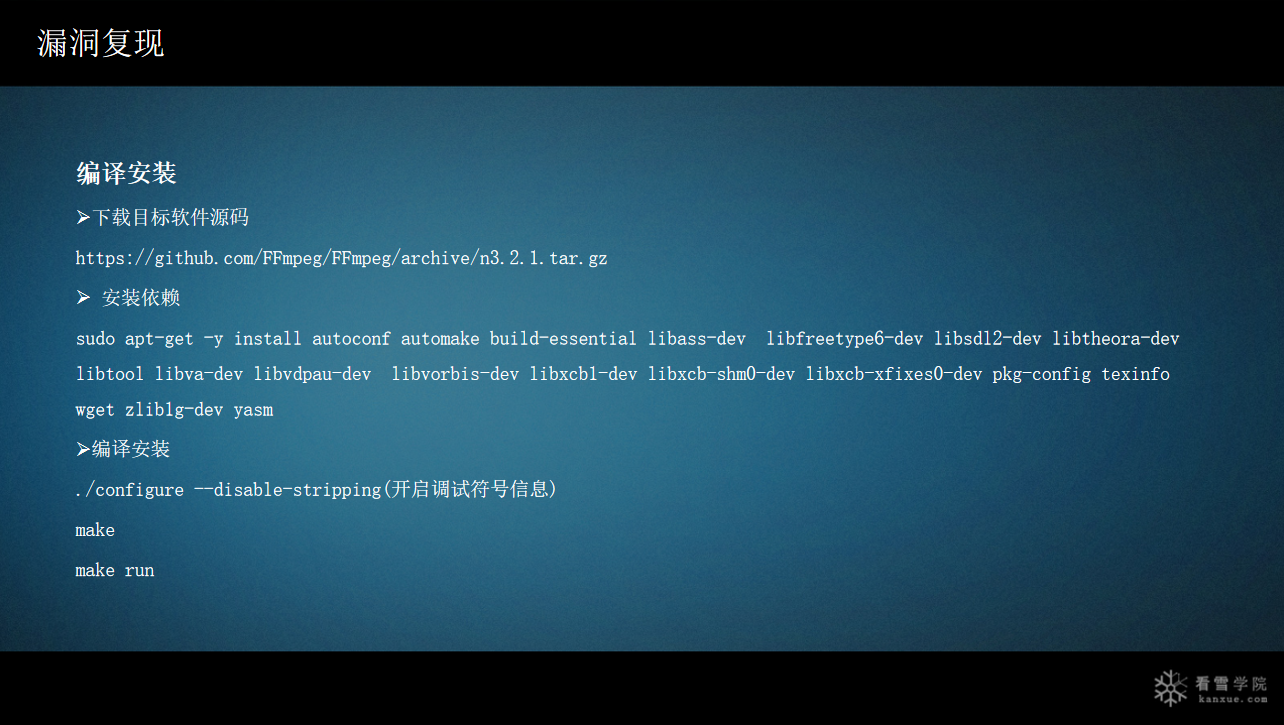 漏洞复现
编译安装
➢下载目标软件源码
https://github.com/FFmpeg/FFmpeg/archive/n3.2.1.tar.gz
➢ 安装依赖
sudo apt-get -y install autoconf automake build-essential libass-dev  libfreetype6-dev libsdl2-dev libtheora-dev
libtool libva-dev libvdpau-dev  libvorbis-dev libxcb1-dev libxcb-shm0-dev libxcb-xfixes0-dev pkg-config texinfo
wget zlib1g-dev yasm
➢编译安装
./configure --disable-stripping(开启调试符号信息)
make
make run
看雪学院
kanxue.com